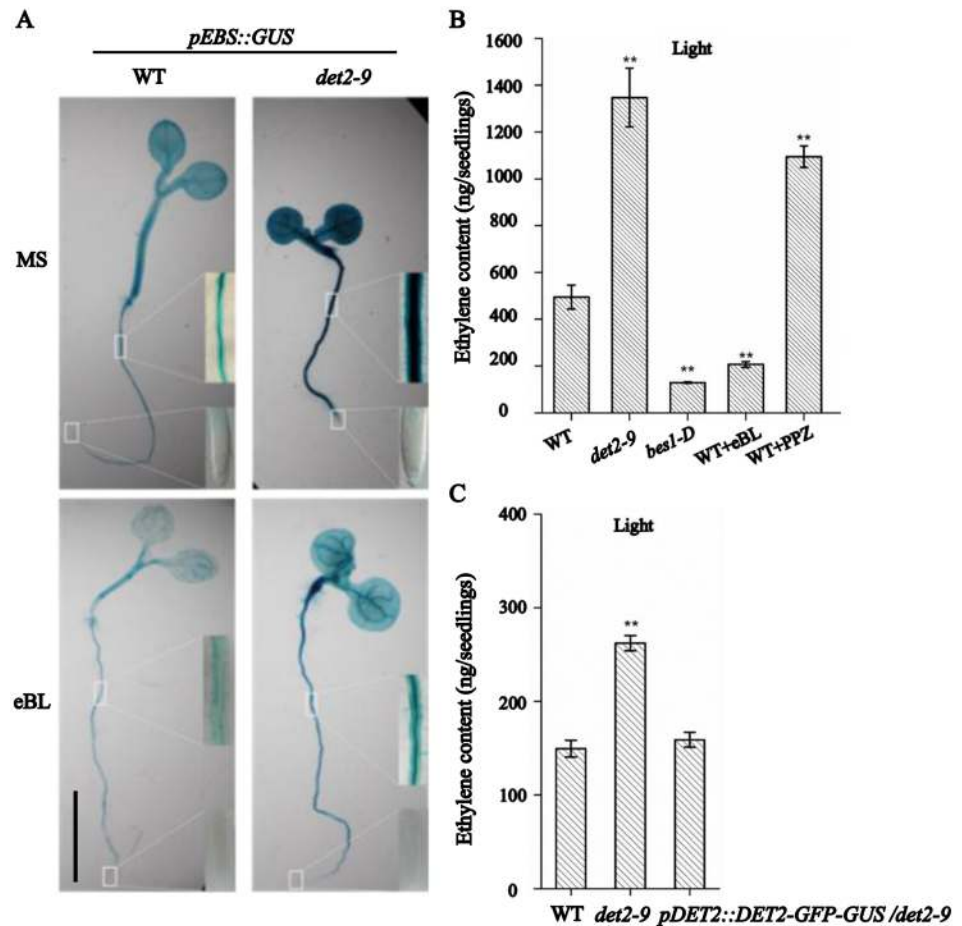 A
pEBS::GUS
WT det2-9
MS
eBL
B
Light
Ethylene content (ng/seedlings)
1600
1400
1200
1000
800
600
400
200
0
**
**
**
**
WT det2-9 bes1-D WT+eBL WT+PPZ
C
Light
Ethylene content (ng/seedlings)
400
300
200
100
0
**
WT det2-9 pDET2::DET2-GFP-GUS /det2-9